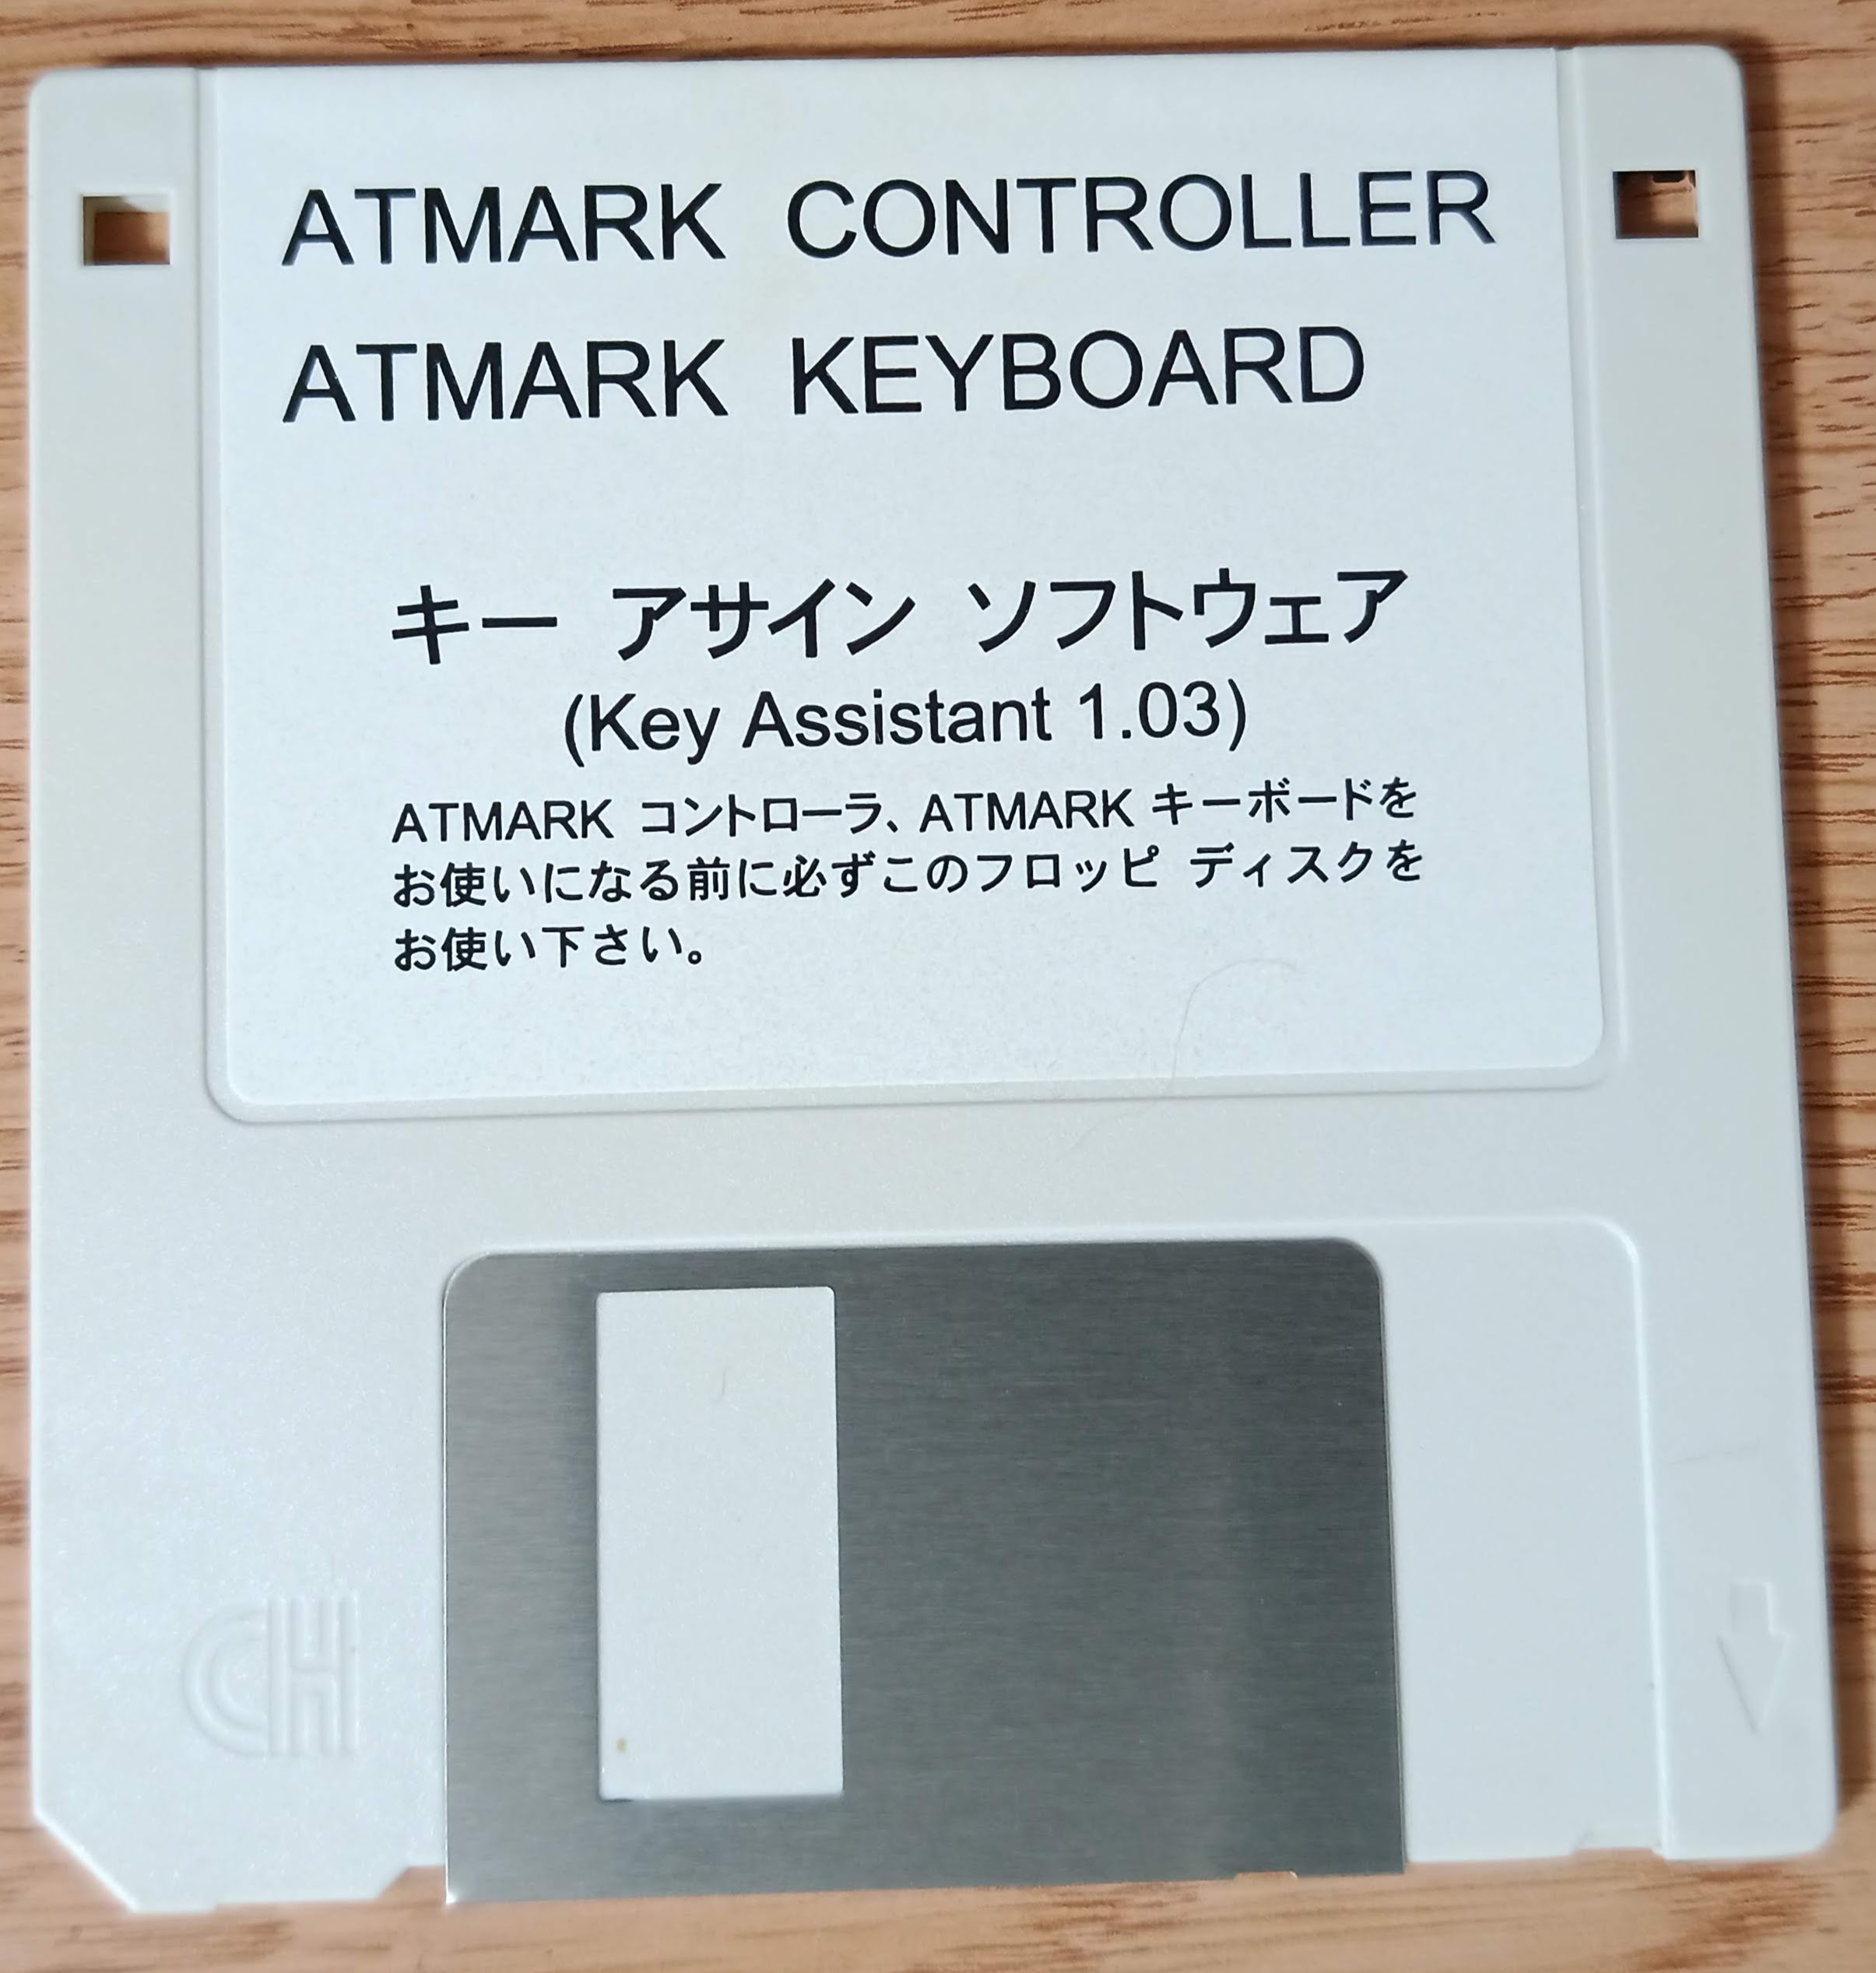 ATMARK CONTROLLER
ATMARK KEYBOARD
キー アサイン ソフトウェア
(Key Assistant 1.03)
ATMARK コントローラ、ATMARK キーボードを
お使いになる前に必ずこのフロッピ ディスクを
お使い下さい。
CH